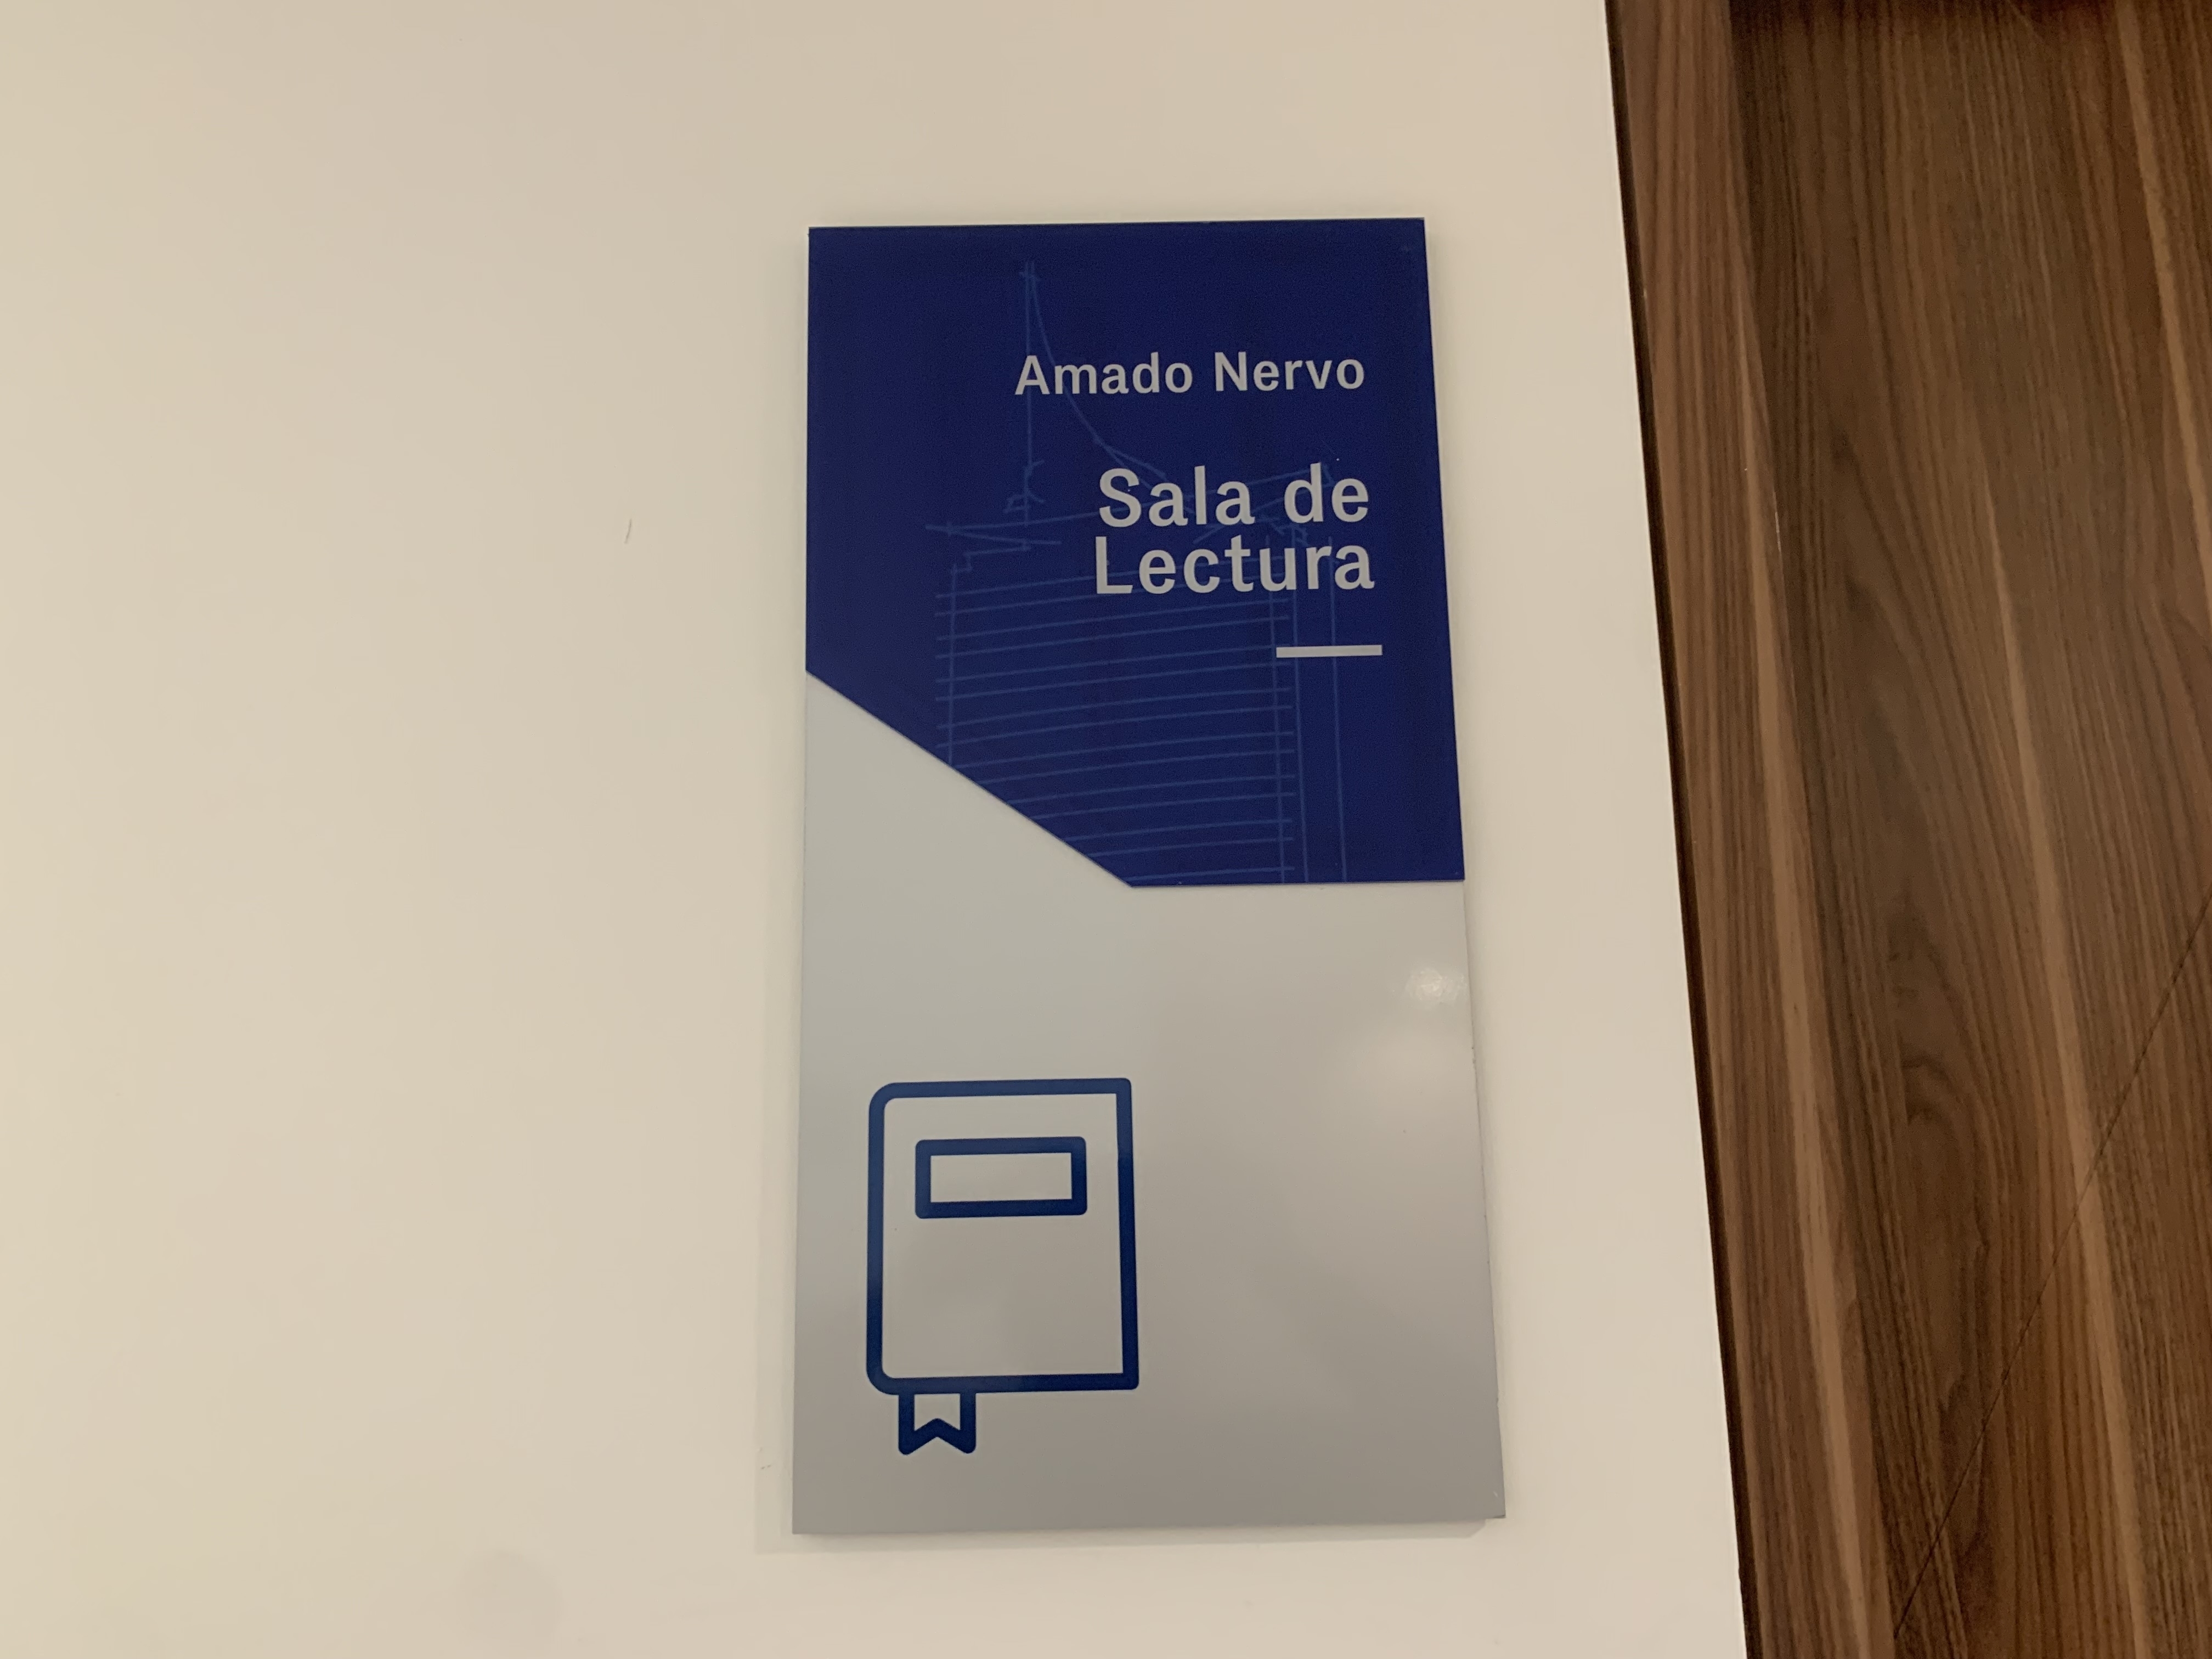 Amado Nervo
Sala de
Lectura